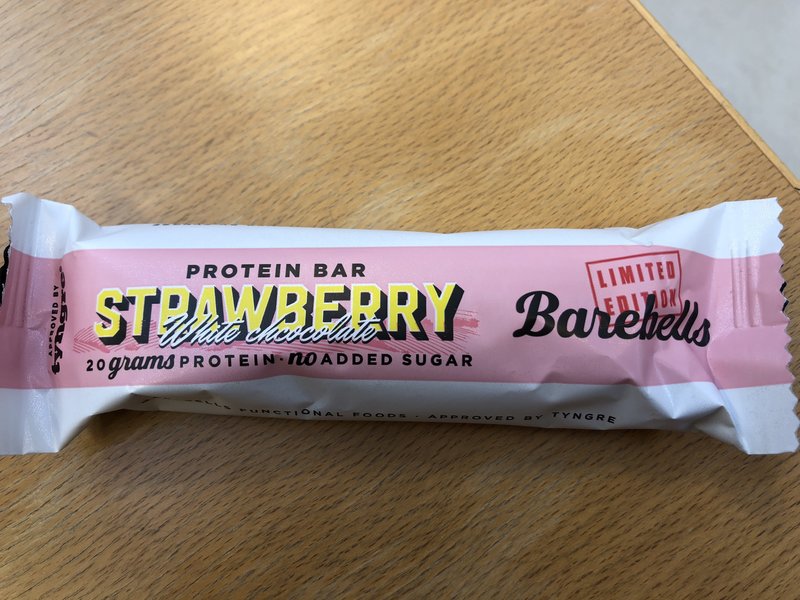 PROTEIN BAR
STRAWBERRY
White chcocolate
20 grams PROTEIN · no ADDED SUGAR
APPROVED BY
tyngre
LIMITED
EDITION
Barebells
FUNCTIONAL FOODS · APPROVED BY TYNGRE